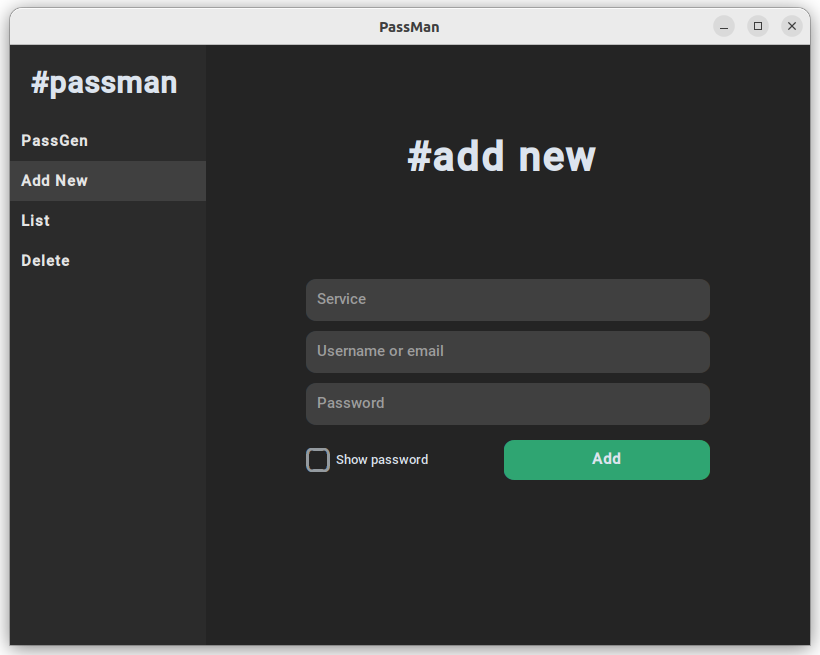 PassMan
#passman
PassGen
Add New
List
Delete
#add new
Service
Username or email
Password
Show password
Add